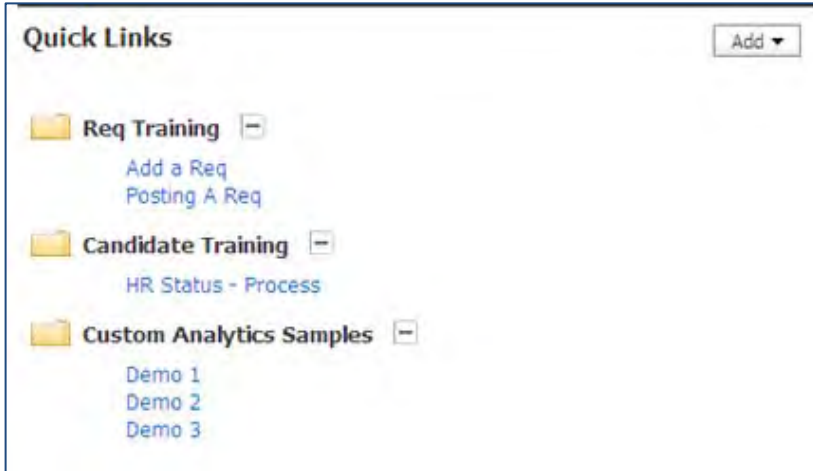 Quick Links
Add
Req Training
Add a Req
Posting A Req
Candidate Training
HR Status - Process
Custom Analytics Samples
Demo 1
Demo 2
Demo 3